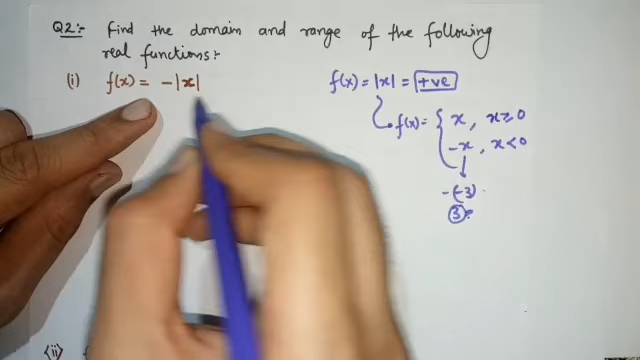 Q2:- Find the domain and range of the following
real functions:-
(i) f(x) = -|x|
f(x) = |x| = +ve
f(x) = { x, x≥0
-x, x<0
-(-3)
3
(ii)